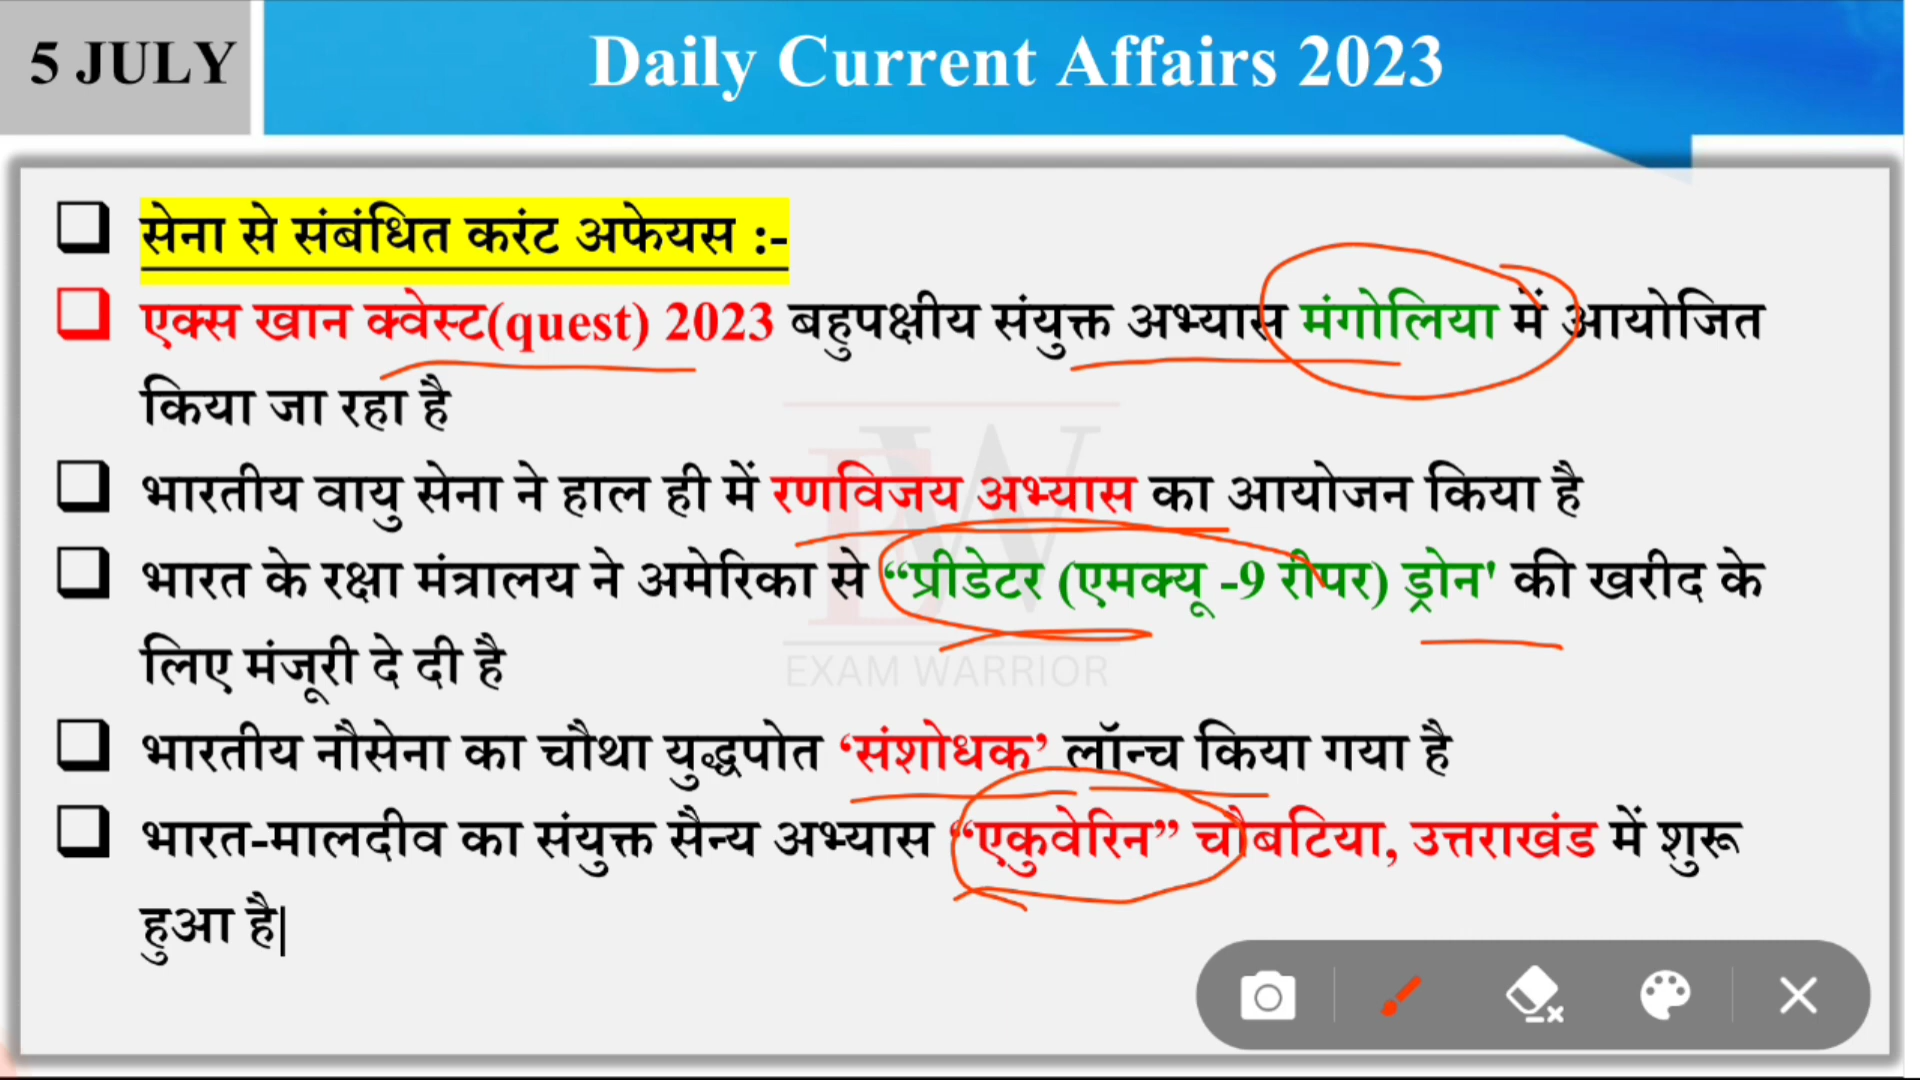 5 JULY
Daily Current Affairs 2023
सेना से संबंधित करंट अफेयस :-
एक्स खान क्वेस्ट(quest) 2023 बहुपक्षीय संयुक्त अभ्यास मंगोलिया में आयोजित
किया जा रहा है
भारतीय वायु सेना ने हाल ही में रणविजय अभ्यास का आयोजन किया है
भारत के रक्षा मंत्रालय ने अमेरिका से “प्रीडेटर (एमक्यू -9 रीपर) ड्रोन' की खरीद के
लिए मंजूरी दे दी है
भारतीय नौसेना का चौथा युद्धपोत ‘संशोधक’ लॉन्च किया गया है
भारत-मालदीव का संयुक्त सैन्य अभ्यास “एकुवेरिन” चौबटिया, उत्तराखंड में शुरू
हुआ है|
EW
EXAM WARRIOR